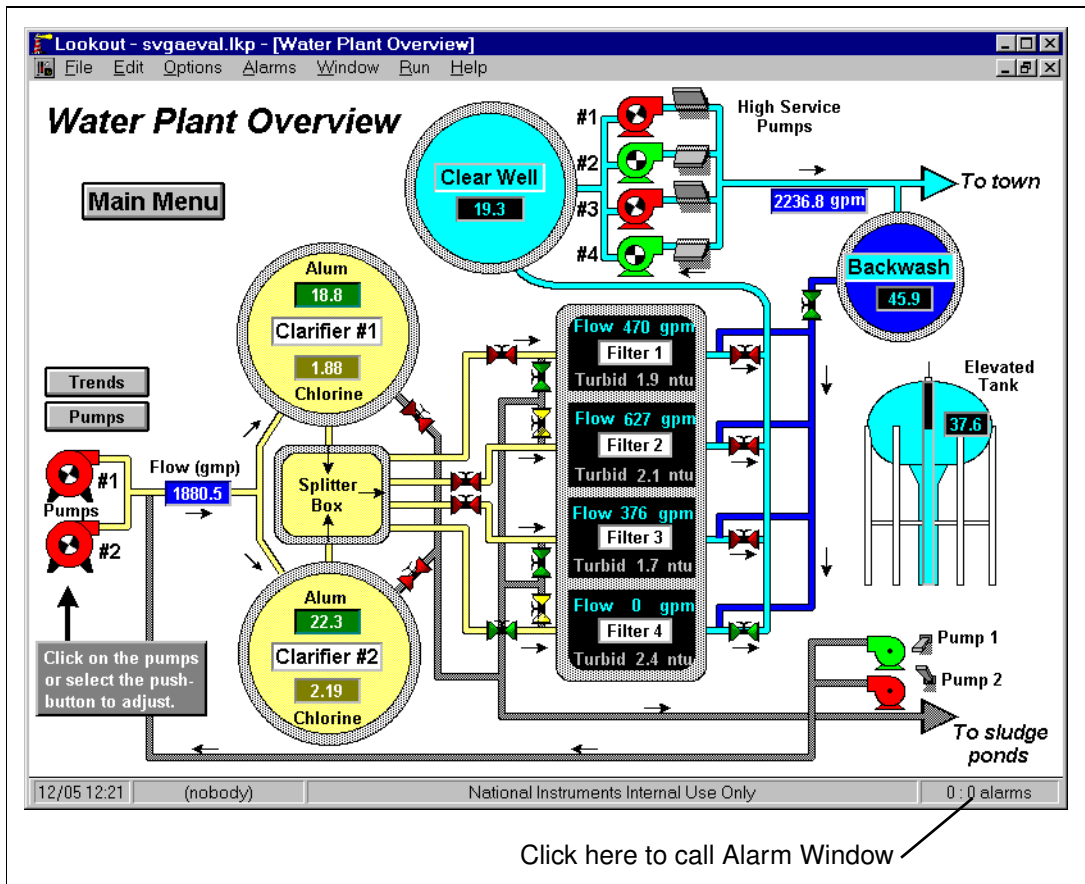 Lookout - svgaeval.lkp - [Water Plant Overview]
File Edit Options Alarms Window Run Help
Water Plant Overview
Main Menu
Clear Well
19.3
#1
#2
#3
#4
High Service
Pumps
2236.8 gpm
To town
Backwash
45.9
Alum
18.8
Clarifier #1
1.88
Chlorine
Trends
Pumps
Flow (gmp)
1880.5
#1
Pumps
#2
Splitter
Box
Flow 470 gpm
Filter 1
Turbid 1.9 ntu
Flow 627 gpm
Filter 2
Turbid 2.1 ntu
Flow 376 gpm
Filter 3
Turbid 1.7 ntu
Flow 0 gpm
Filter 4
Turbid 2.4 ntu
Elevated
Tank
37.6
Alum
22.3
Clarifier #2
2.19
Chlorine
Click on the pumps
or select the push-
button to adjust.
Pump 1
Pump 2
To sludge
ponds
12/05 12:21 (nobody) National Instruments Internal Use Only 0 : 0 alarms
Click here to call Alarm Window